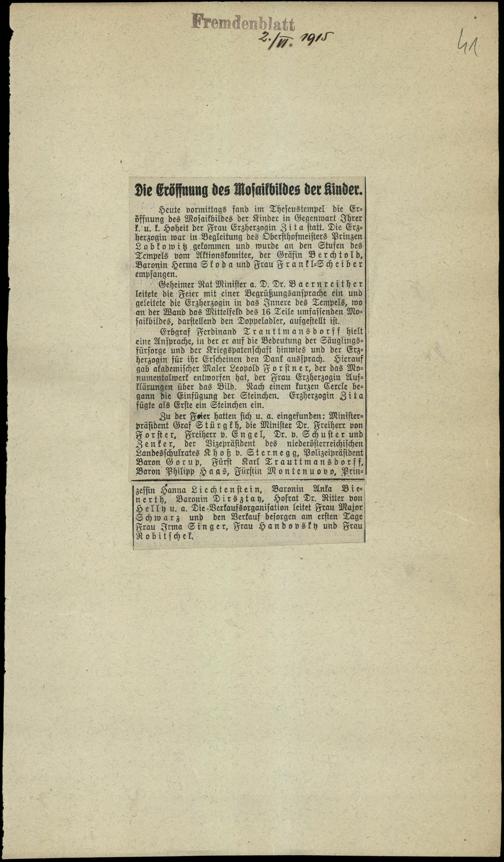 Fremdenblatt
2./VI. 1915
41
Die Eröffnung des Mosaikbildes der Kinder.
Heute vormittags fand im Theseustempel die Er-
öffnung des Mosaikbildes der Kinder in Gegenwart Ihrer
k. u. k. Hoheit der Frau Erzherzogin Zita statt. Die Erz-
herzogin war in Begleitung des Obersthofmeisters Prinzen
Lobkowitz gekommen und wurde an den Stufen des
Tempels vom Aktionskomitee, der Gräfin Berchtold,
Baronin Herma Skoda und Frau Frankl-Scheiber
empfangen.
Geheimer Rat Minister a. D. Dr. Baernreither
leitete die Feier mit einer Begrüßungsansprache ein und
geleitete die Erzherzogin in das Innere des Tempels, wo
an der Wand das Mittelfeld des 16 Teile umfassenden Mo-
saikbildes, darstellend den Doppeladler, aufgestellt ist.
Erbgraf Ferdinand Trauttmansdorff hielt
eine Ansprache, in der er auf die Bedeutung der Säuglings-
fürsorge und der Kriegspatenschaft hinwies und der Erz-
herzogin für ihr Erscheinen den Dank aussprach. Hierauf
gab akademischer Maler Leopold Forstner, der das Mo-
numentalwerk entworfen hat, der Frau Erzherzogin Auf-
klärungen über das Bild. Nach einem kurzen Cercle be-
gann die Einfügung der Steinchen. Erzherzogin Zita
fügte als Erste ein Steinchen ein.
Zu der Feier hatten sich u. a. eingefunden: Minister-
präsident Graf Stürgkh, die Minister Dr. Freiherr von
Forster, Freiherr v. Engel, Dr. v. Schuster und
Zenker, der Vizepräsident des niederösterreichischen
Landesschulrates Khoß v. Sternegg, Polizeipräsident
Baron Gorup, Fürst Karl Trauttmansdorff,
Baron Philipp Haas, Fürstin Montenuovo, Prin-
zessin Hanna Liechtenstein, Baronin Anka Bie-
nerth, Baronin Dirsztay, Hofrat Dr. Ritter von
Helly u. a. Die Verkaufsorganisation leitet Frau Major
Schwarz und den Verkauf besorgen am ersten Tage
Frau Irma Singer, Frau Handovsky und Frau
Robitschek.